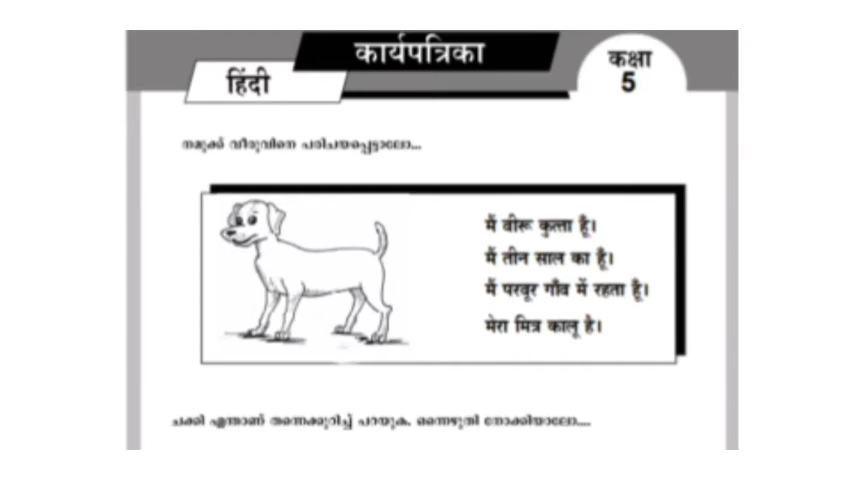 कार्यपत्रिका
हिंदी
कक्षा
5
നമുക്ക് വീരുവിനെ പരിചയപ്പെട്ടാലോ...
मैं वीरू कुत्ता हूँ।
मैं तीन साल का हूँ।
मैं परवूर गाँव में रहता हूँ।
मेरा मित्र कालू है।
ചക്കി എന്താണ് തന്നെക്കുറിച്ച് പറയുക. ഒന്നെഴുതി നോക്കിയാലോ....